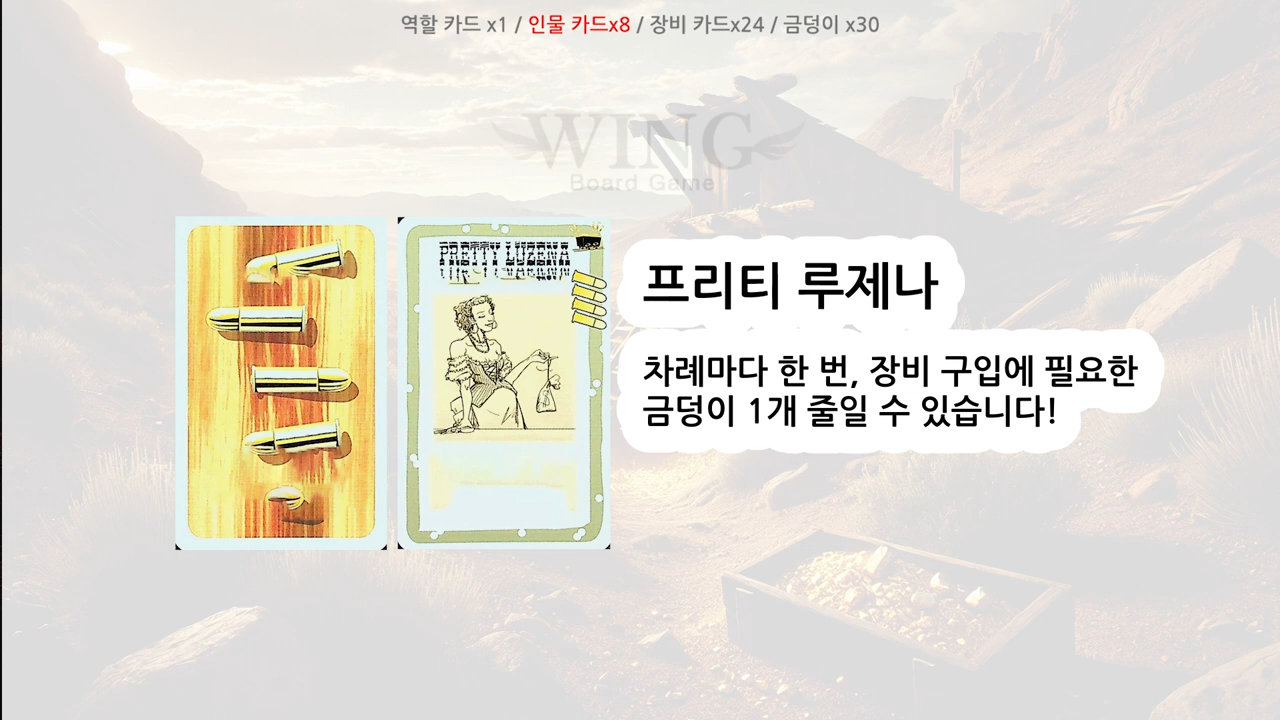 역할 카드 x1 / 인물 카드x8 / 장비 카드x24 / 금덩이 x30
WING
Board Game
PRETTY LUZENA
프리티 루제나
차례마다 한 번, 장비 구입에 필요한
금덩이 1개 줄일 수 있습니다!